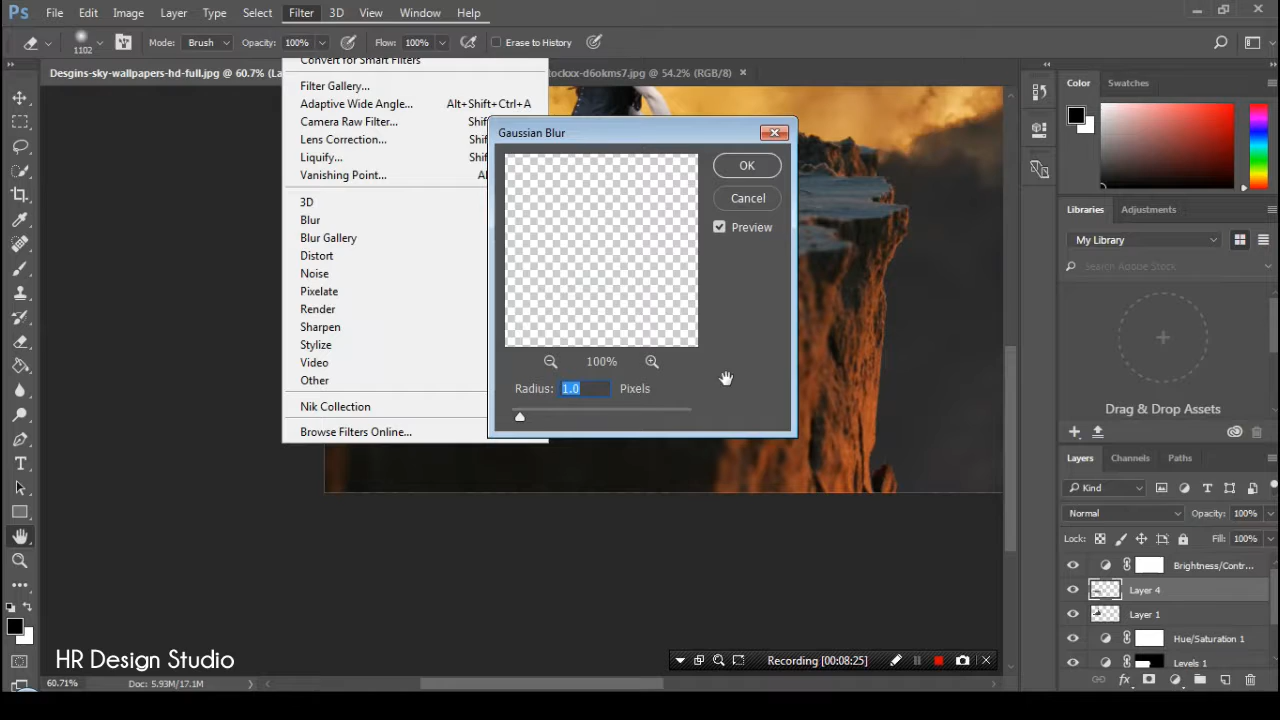 Ps File Edit Image Layer Type Select Filter 3D View Window Help
1102 Mode: Brush Opacity: 100% Flow: 100% Erase to History
Desgins-sky-wallpapers-hd-full.jpg @ 60.7% (La
lockxx-d6okms7.jpg @ 54.2% (RGB/8)
Convert for Smart Filters
Filter Gallery...
Adaptive Wide Angle... Alt+Shift+Ctrl+A
Camera Raw Filter... Shif
Lens Correction... Shif
Liquify... Shif
Vanishing Point... Al
3D
Blur
Blur Gallery
Distort
Noise
Pixelate
Render
Sharpen
Stylize
Video
Other
Nik Collection
Browse Filters Online...
Gaussian Blur
OK
Cancel
Preview
100%
Radius: 1.0 Pixels
Color Swatches
Libraries Adjustments
My Library
Search Adobe Stock
Drag & Drop Assets
Layers Channels Paths
Kind
Normal Opacity: 100%
Lock: Fill: 100%
Brightness/Contr...
Layer 4
Layer 1
Hue/Saturation 1
Levels 1
HR Design Studio
Recording [00:08:25]
60.71% Doc: 5.93M/17.1M